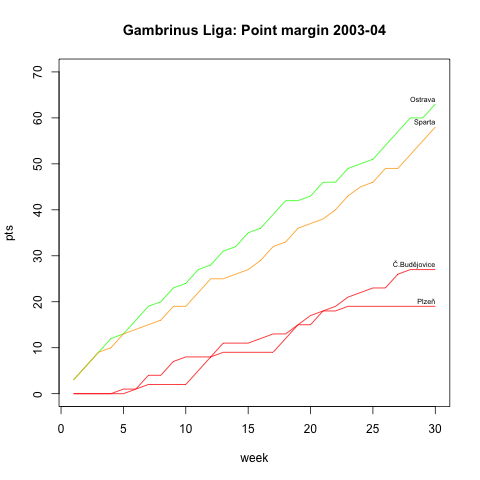 Gambrinus Liga: Point margin 2003-04
pts
70
60
50
40
30
20
10
0
Ostrava
Sparta
Č.Budějovice
Plzeň
0 5 10 15 20 25 30
week